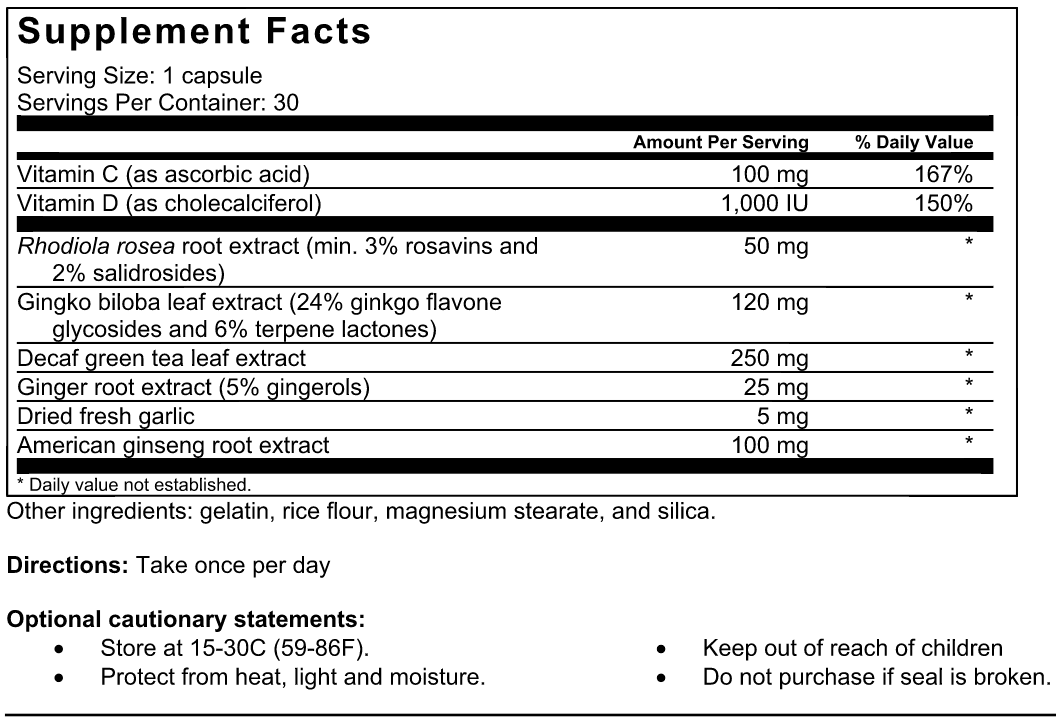 Supplement Facts
Serving Size: 1 capsule
Servings Per Container: 30
Amount Per Serving % Daily Value
Vitamin C (as ascorbic acid) 100 mg 167%
Vitamin D (as cholecalciferol) 1,000 IU 150%
Rhodiola rosea root extract (min. 3% rosavins and 50 mg *
2% salidrosides)
Gingko biloba leaf extract (24% ginkgo flavone 120 mg *
glycosides and 6% terpene lactones)
Decaf green tea leaf extract 250 mg *
Ginger root extract (5% gingerols) 25 mg *
Dried fresh garlic 5 mg *
American ginseng root extract 100 mg *
* Daily value not established.
Other ingredients: gelatin, rice flour, magnesium stearate, and silica.
Directions: Take once per day
Optional cautionary statements:
• Store at 15-30C (59-86F). • Keep out of reach of children
• Protect from heat, light and moisture. • Do not purchase if seal is broken.